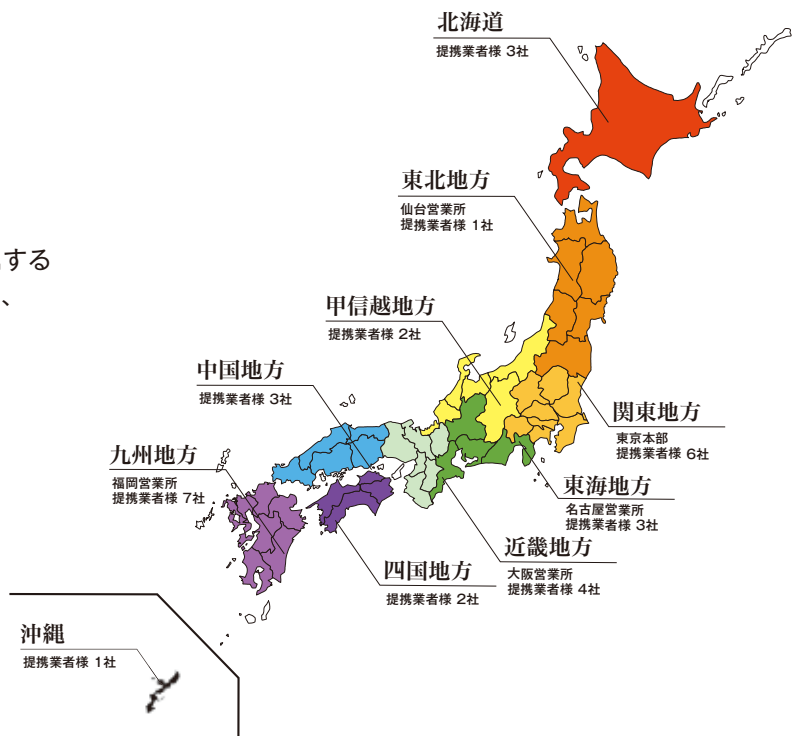 北海道
提携業者様 3社
東北地方
仙台営業所
提携業者様 1社
する
、
甲信越地方
提携業者様 2社
中国地方
提携業者様 3社
関東地方
東京本部
提携業者様 6社
九州地方
福岡営業所
提携業者様 7社
東海地方
名古屋営業所
提携業者様 3社
近畿地方
大阪営業所
提携業者様 4社
四国地方
提携業者様 2社
沖縄
提携業者様 1社